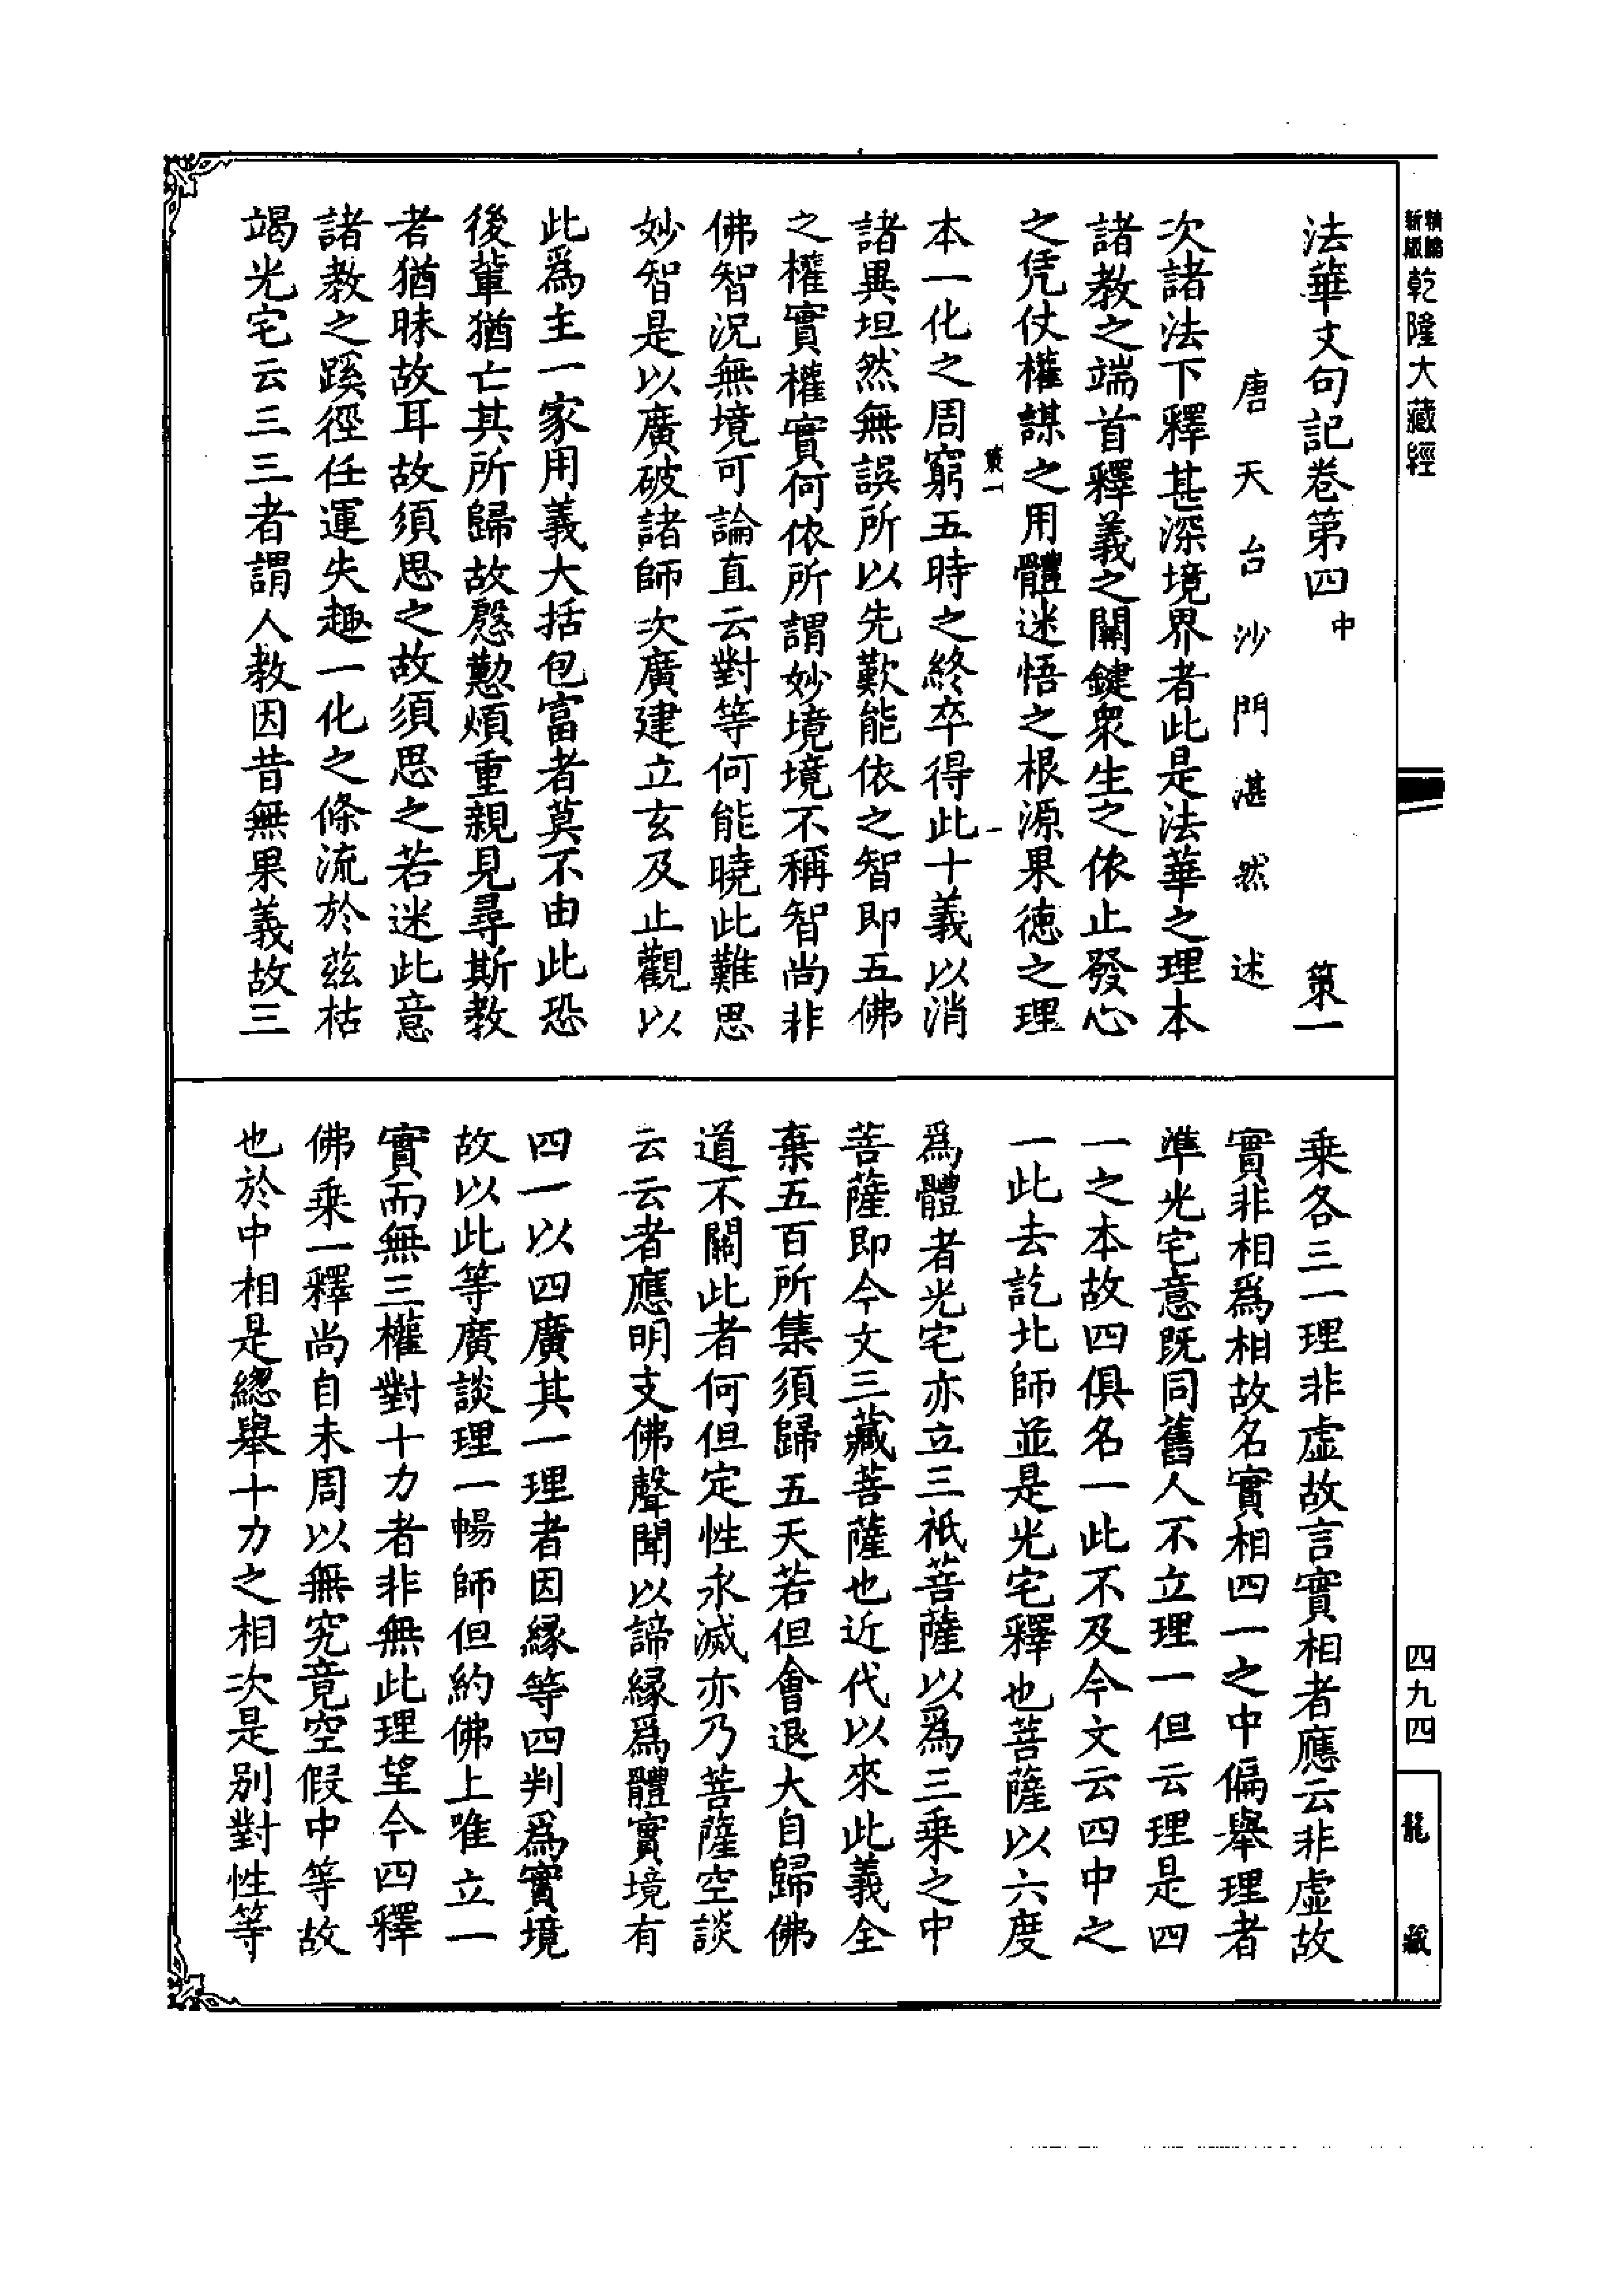 精編新版
乾隆大藏經
法華文句記卷第四中 策一
唐天台沙門湛然述
次諸法下釋甚深境界者此是法華之理本
諸教之端首釋義之關鍵衆生之依止發心
之凭仗權謀之用體迷悟之根源果德之理
策一
一
本一化之周窮五時之終卒得此十義以消
諸異坦然無誤所以先歎能依之智即五佛
之權實權實何依所謂妙境境不稱智尚非
佛智況無境可論直云對等何能曉此難思
妙智是以廣破諸師次廣建立玄及止觀以
此爲主一家用義大括包富者莫不由此恐
後輩猶亡其所歸故慇懃煩重親見尋斯教
者猶昧故耳故須思之故須思之若迷此意
諸教之蹊徑任運失趣一化之條流於茲枯
竭光宅云三三者謂人教因昔無果義故三
乗各三一理非虛故言實相者應云非虛故
實非相爲相故名實相四一之中偏舉理者
準光宅意既同舊人不立理一但云理是四
一之本故四俱名一此不及今文云四中之
一此去訖北師並是光宅釋也菩薩以六度
爲體者光宅亦立三祇菩薩以爲三乗之中
菩薩即今文三藏菩薩也近代以來此義全
棄五百所集須歸五天若但會退大自歸佛
道不關此者何但定性永滅亦乃菩薩空談
云云者應明支佛聲聞以諦緣爲體實境有
四一以四廣其一理者因緣等四判爲實境
故以此等廣談理一暢師但約佛上唯立一
實而無三權對十力者非無此理望今四釋
佛乗一釋尚自未周以無究竟空假中等故
也於中相是總舉十力之相次是別對性等
四九四
龍藏